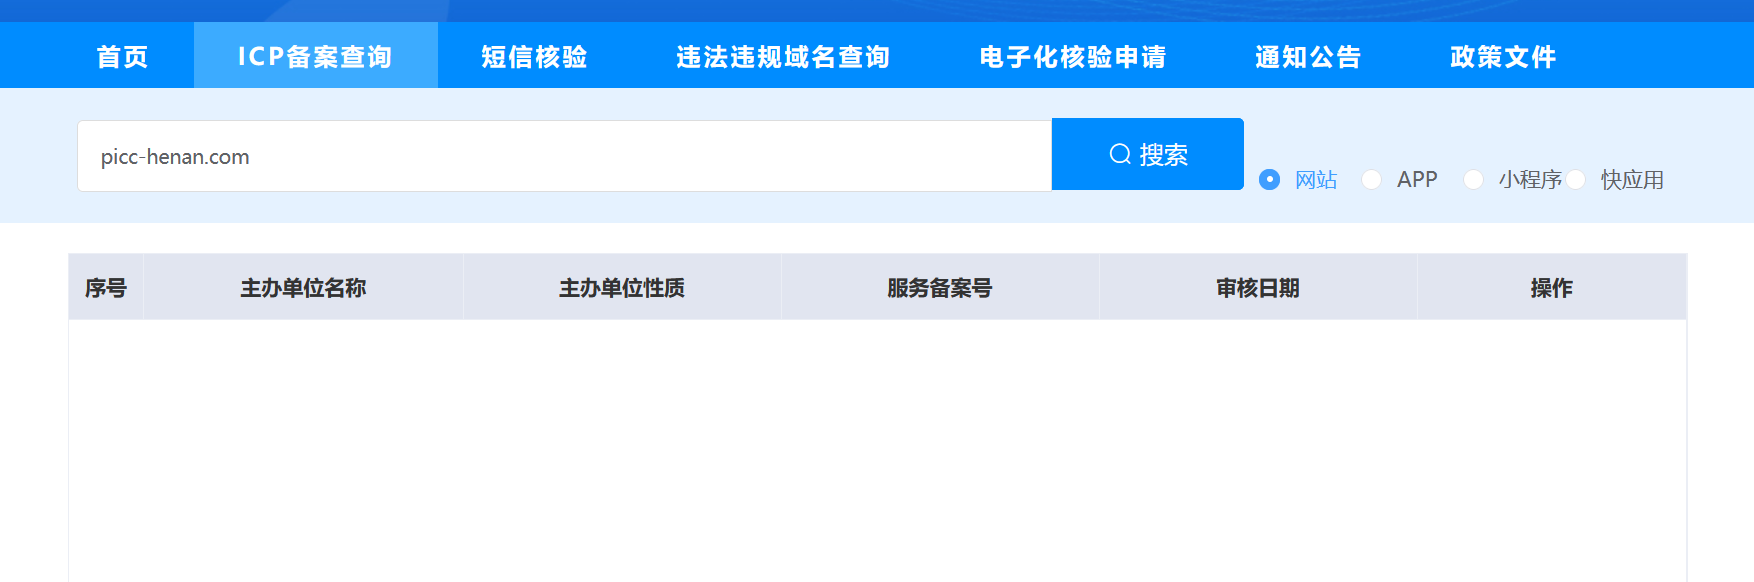 首页 ICP备案查询 短信核验 违法违规域名查询 电子化核验申请 通知公告 政策文件
picc-henan.com 搜索
网站 APP 小程序 快应用
序号 主办单位名称 主办单位性质 服务备案号 审核日期 操作